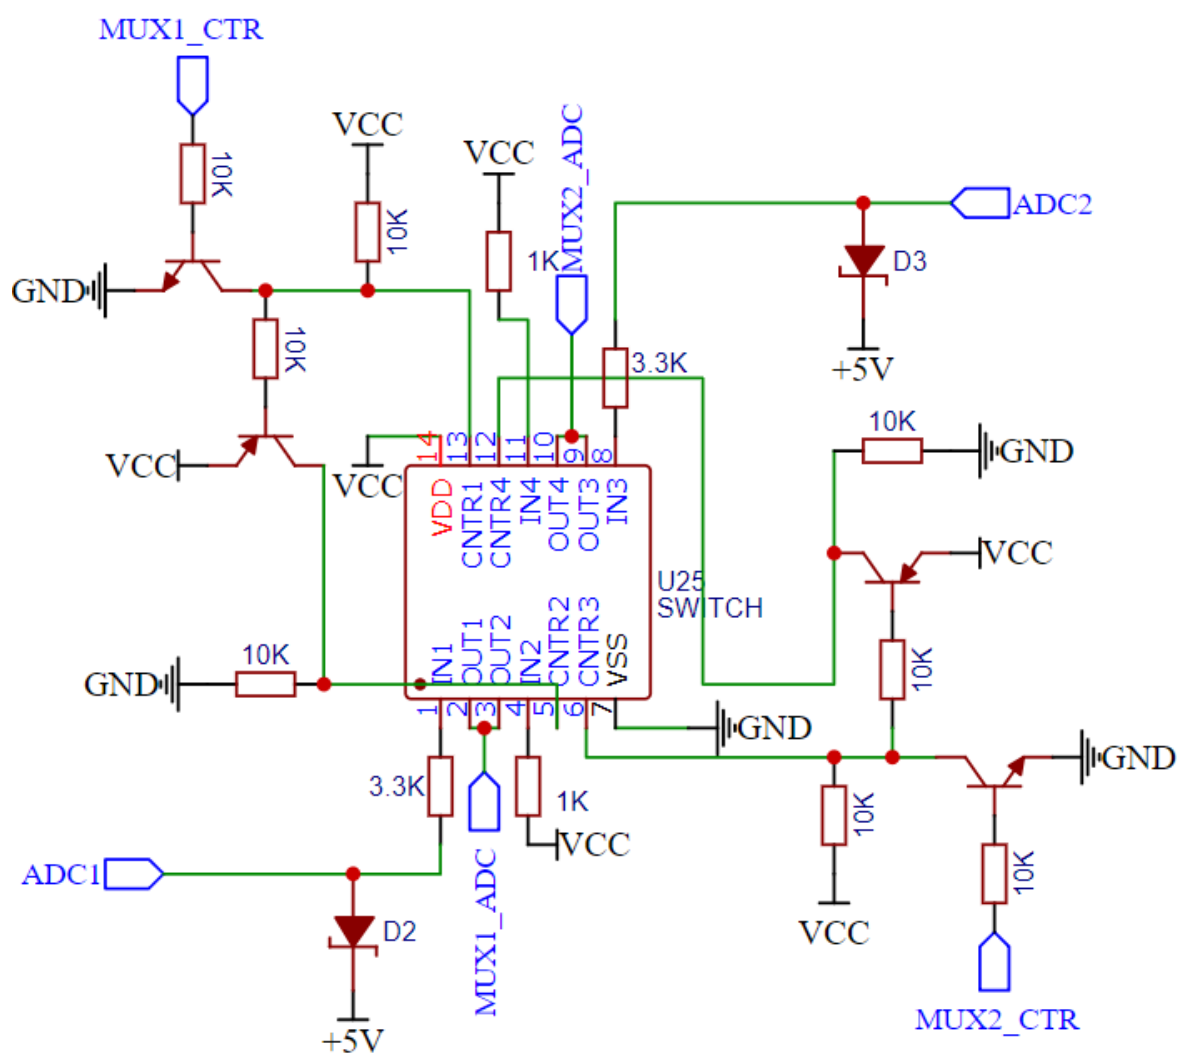 MUX1_CTR
10K
VCC
10K
VCC
1K
MUX2_ADC
ADC2
D3
+5V
GND
10K
3.3K
10K
GND
VCC
VCC
14
13
12
11
10
9
8
VDD
CNTR1
CNTR4
IN4
OUT4
OUT3
IN3
VCC
U25
SWITCH
10K
GND
10K
IN1
OUT1
OUT2
IN2
CNTR2
CNTR3
VSS
1
2
3
4
5
6
7
GND
GND
3.3K
1K
VCC
10K
VCC
10K
MUX2_CTR
ADC1
D2
+5V
MUX1_ADC